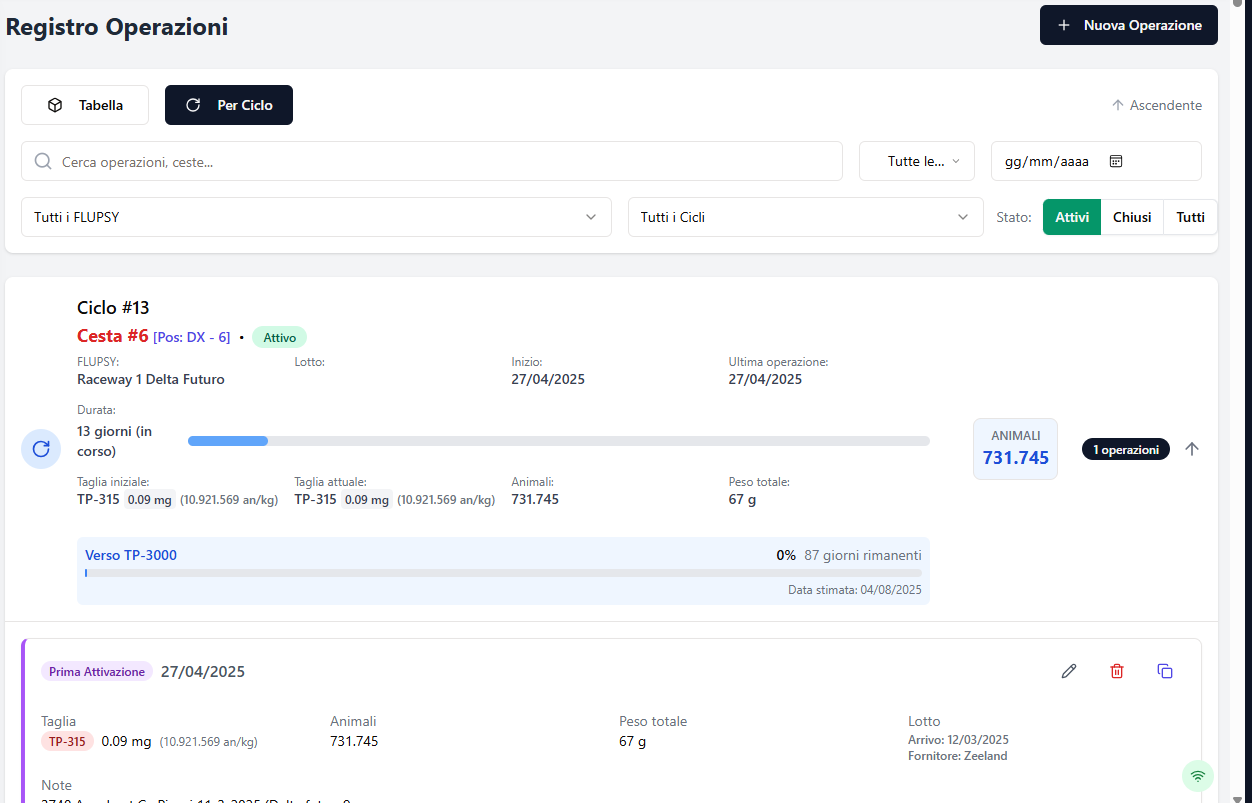 Registro Operazioni
Nuova Operazione
Tabella
Per Ciclo
Ascendente
Cerca operazioni, ceste...
Tutte le...
gg/mm/aaaa
Tutti i FLUPSY
Tutti i Cicli
Stato:
Attivi
Chiusi
Tutti
Ciclo #13
Cesta #6 [Pos: DX - 6] • Attivo
FLUPSY:
Raceway 1 Delta Futuro
Lotto:
Inizio:
27/04/2025
Ultima operazione:
27/04/2025
Durata:
13 giorni (in
corso)
Taglia iniziale:
TP-315 0.09 mg (10.921.569 an/kg)
Taglia attuale:
TP-315 0.09 mg (10.921.569 an/kg)
Animali:
731.745
Peso totale:
67 g
ANIMALI
731.745
1 operazioni
Verso TP-3000
0% 87 giorni rimanenti
Data stimata: 04/08/2025
Prima Attivazione 27/04/2025
Taglia
TP-315 0.09 mg (10.921.569 an/kg)
Animali
731.745
Peso totale
67 g
Lotto
Arrivo: 12/03/2025
Fornitore: Zeeland
Note